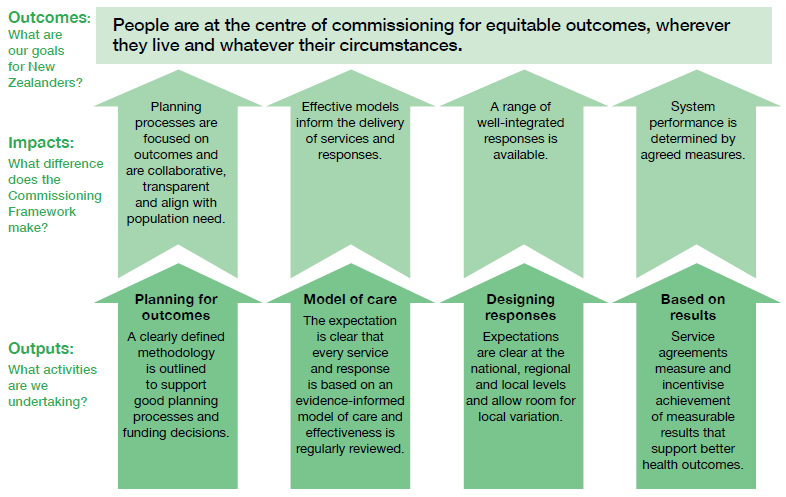 Outcomes:
What are
our goals
for New
Zealanders?
People are at the centre of commissioning for equitable outcomes, wherever
they live and whatever their circumstances.
Impacts:
What difference
does the
Commissioning
Framework
make?
Planning
processes are
focused on
outcomes and
are collaborative,
transparent
and align with
population need.
Effective models
inform the delivery
of services and
responses.
A range of
well-integrated
responses is
available.
System
performance is
determined by
agreed measures.
Outputs:
What activities
are we
undertaking?
Planning for
outcomes
A clearly defined
methodology
is outlined
to support
good planning
processes and
funding decisions.
Model of care
The expectation
is clear that
every service
and response
is based on an
evidence-informed
model of care and
effectiveness is
regularly reviewed.
Designing
responses
Expectations
are clear at the
national, regional
and local levels
and allow room for
local variation.
Based on
results
Service
agreements
measure and
incentivise
achievement
of measurable
results that
support better
health outcomes.